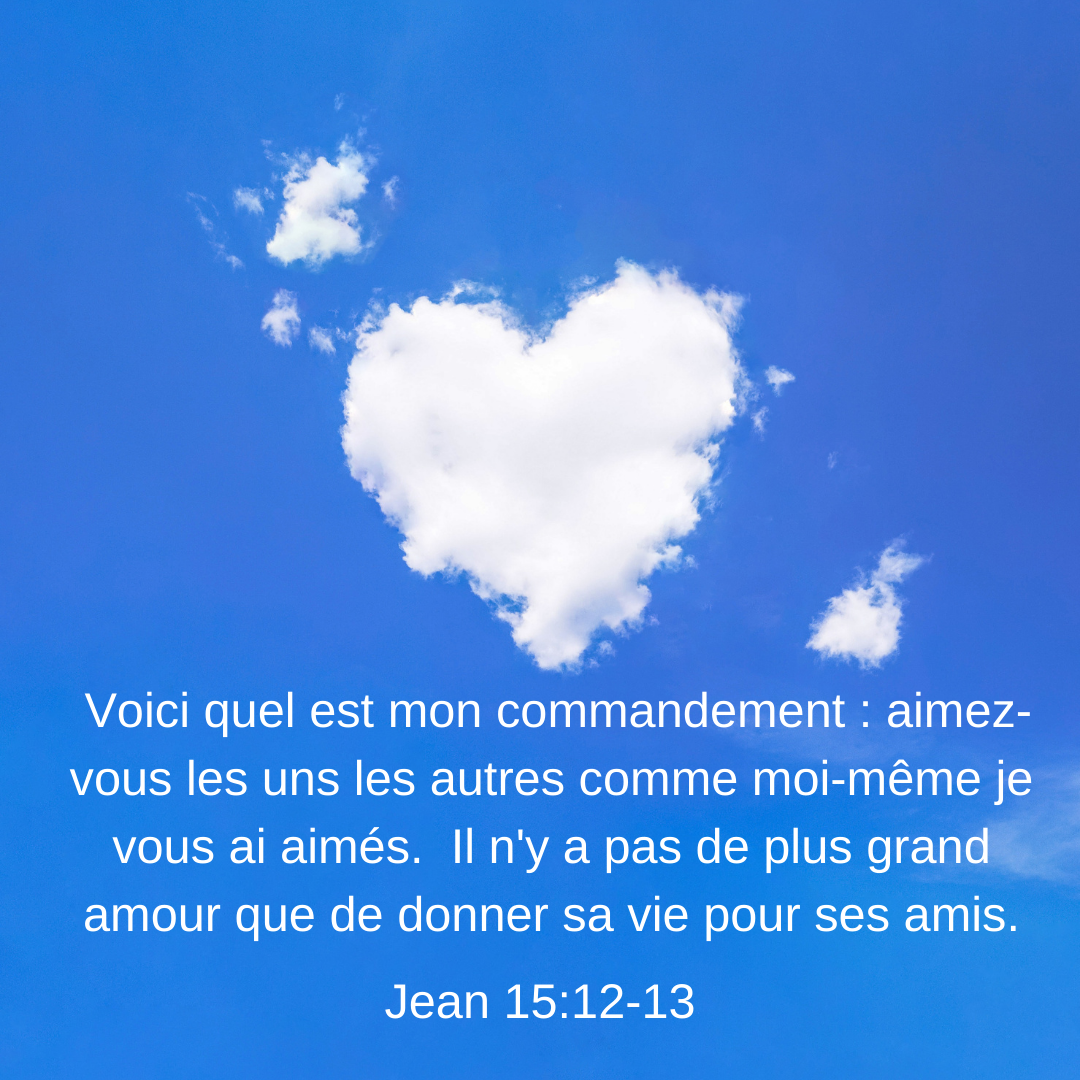 Voici quel est mon commandement : aimez-
vous les uns les autres comme moi-même je
vous ai aimés.  Il n'y a pas de plus grand
amour que de donner sa vie pour ses amis.
Jean 15:12-13